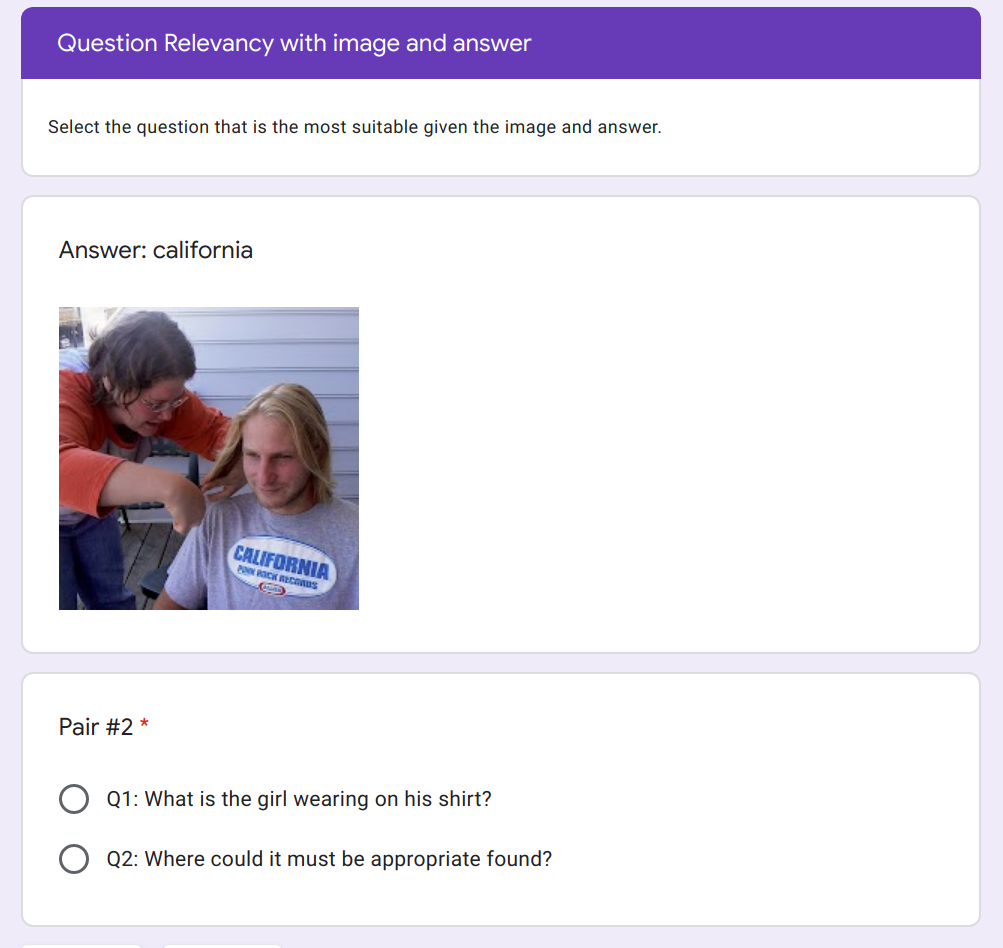 Question Relevancy with image and answer
Select the question that is the most suitable given the image and answer.
Answer: california
CALIFORNIA
PUNK ROCK RECORDS
Pair #2 *
Q1: What is the girl wearing on his shirt?
Q2: Where could it must be appropriate found?